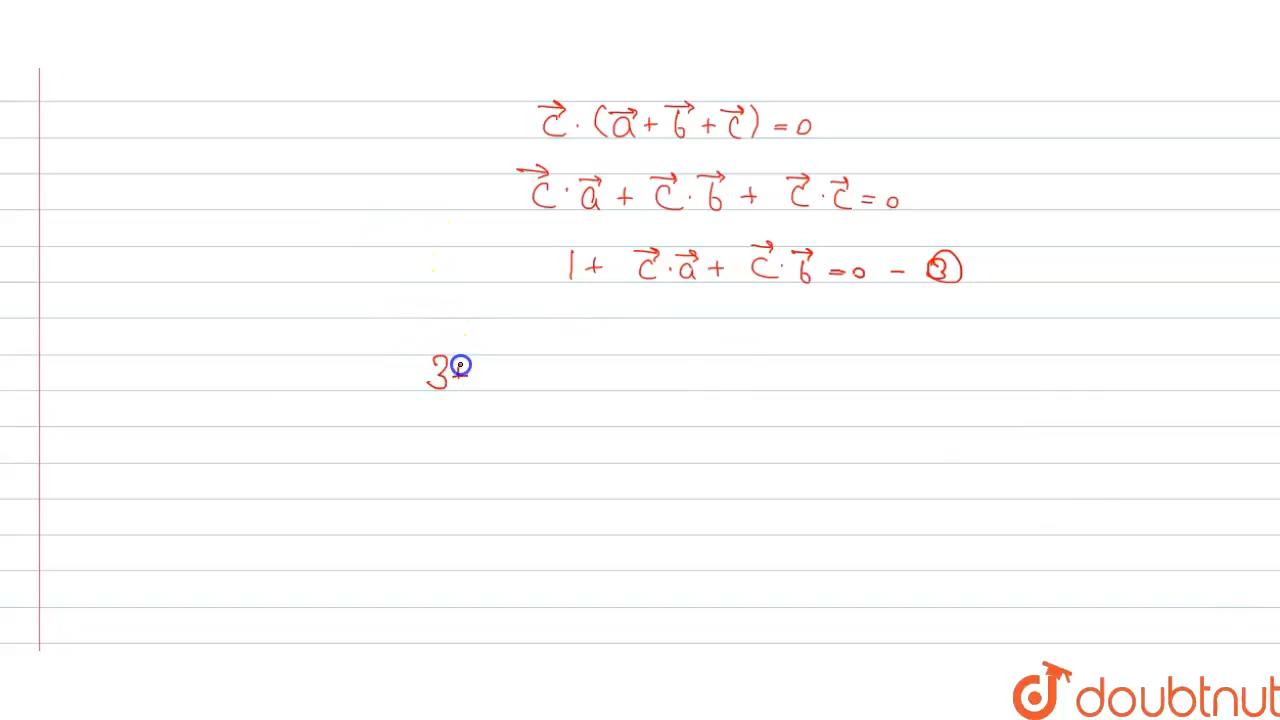 c⃗ · (a⃗ + b⃗ + c⃗) = 0
c⃗ · a⃗ + c⃗ · b⃗ + c⃗ · c⃗ = 0
1 + c⃗ · a⃗ + c⃗ · b⃗ = 0 – ③
3+
doubtnut